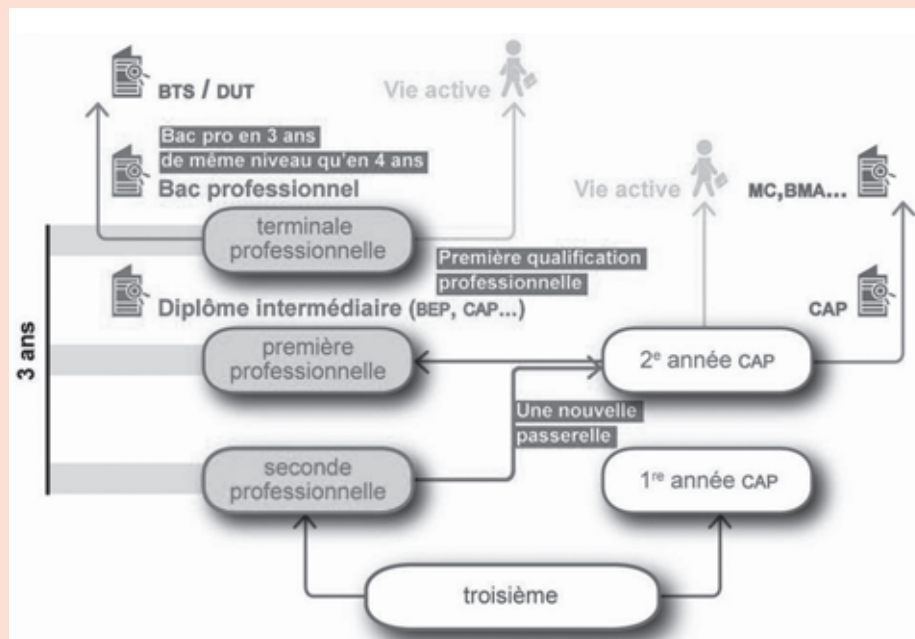 BTS / DUT
Vie active
Bac pro en 3 ans
de même niveau qu'en 4 ans
Bac professionnel
Vie active
MC,BMA...
terminale
professionnelle
Première qualification
professionnelle
Diplôme intermédiaire (BEP, CAP...)
CAP
3 ans
première
professionnelle
2e année CAP
Une nouvelle
passerelle
seconde
professionnelle
1re année CAP
troisième